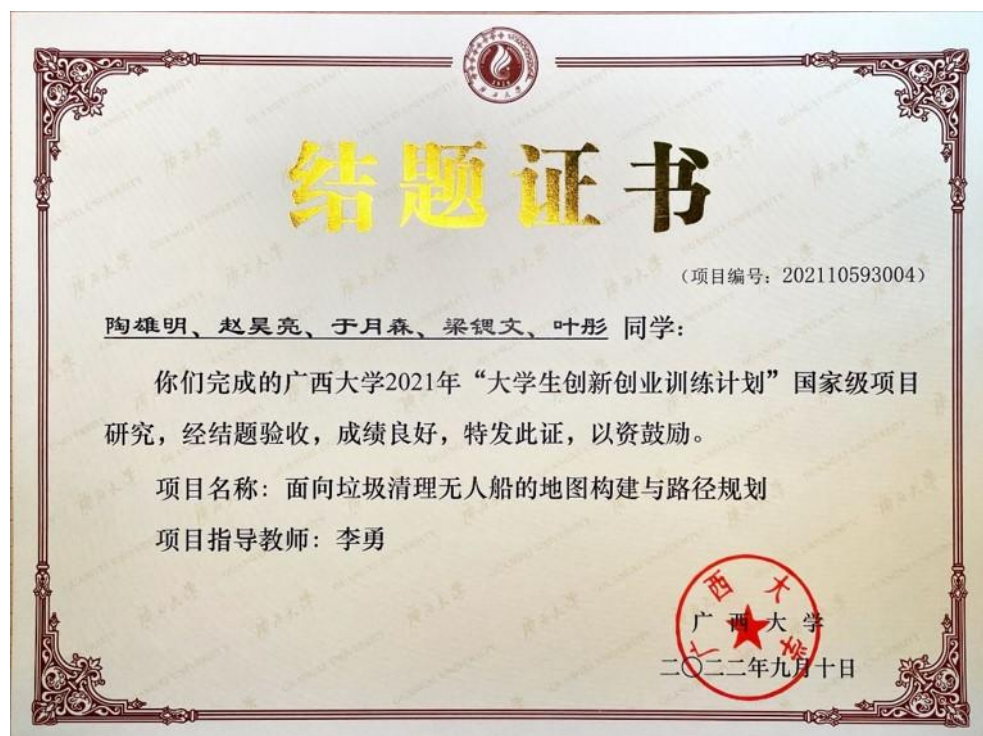 结题证书
（项目编号：202110593004）
陶雄明、赵昊亮、于月森、梁锶文、叶彤 同学：
你们完成的广西大学2021年“大学生创新创业训练计划”国家级项目
研究，经结题验收，成绩良好，特发此证，以资鼓励。
项目名称：面向垃圾清理无人船的地图构建与路径规划
项目指导教师：李勇
广西大学
广西大学
二〇二二年九月十日